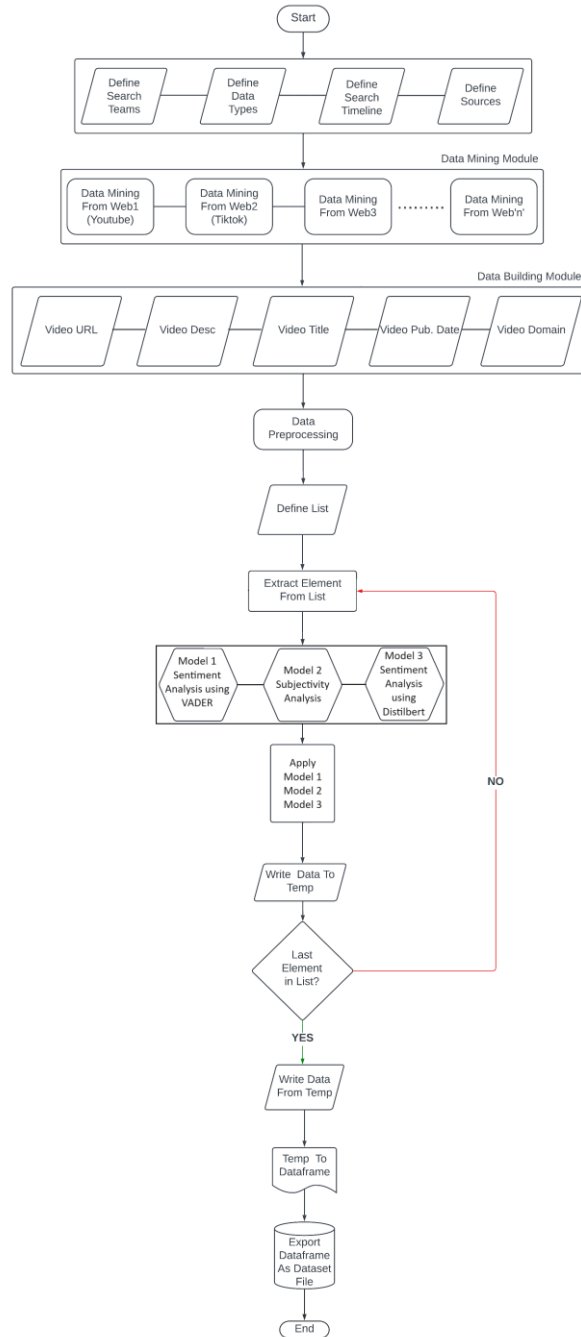 Start
Define
Search
Teams
Define
Data
Types
Define
Search
Timeline
Define
Sources
Data Mining Module
Data Mining
From Web1
(Youtube)
Data Mining
From Web2
(Tiktok)
Data Mining
From Web3
Data Mining
From Web'n'
Data Building Module
Video URL
Video Desc
Video Title
Video Pub. Date
Video Domain
Data
Preprocessing
Define List
Extract Element
From List
Model 1
Sentiment
Analysis using
VADER
Model 2
Subjectivity
Analysis
Model 3
Sentiment
Analysis
using
Distilbert
Apply
Model 1
Model 2
Model 3
NO
Write Data To
Temp
Last
Element
in List?
YES
Write Data
From Temp
Temp To
Dataframe
Export
Dataframe
As Dataset
File
End